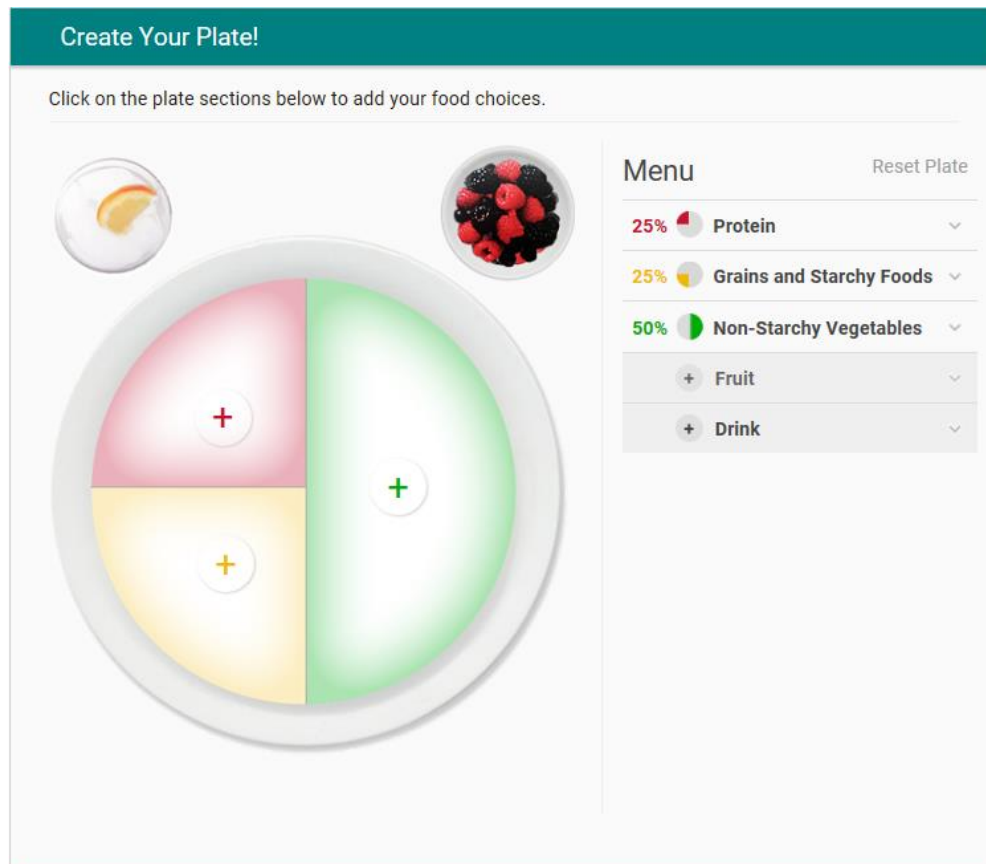 Create Your Plate!
Click on the plate sections below to add your food choices.
Menu
Reset Plate
25% Protein
25% Grains and Starchy Foods
50% Non-Starchy Vegetables
+ Fruit
+ Drink
+
+
+